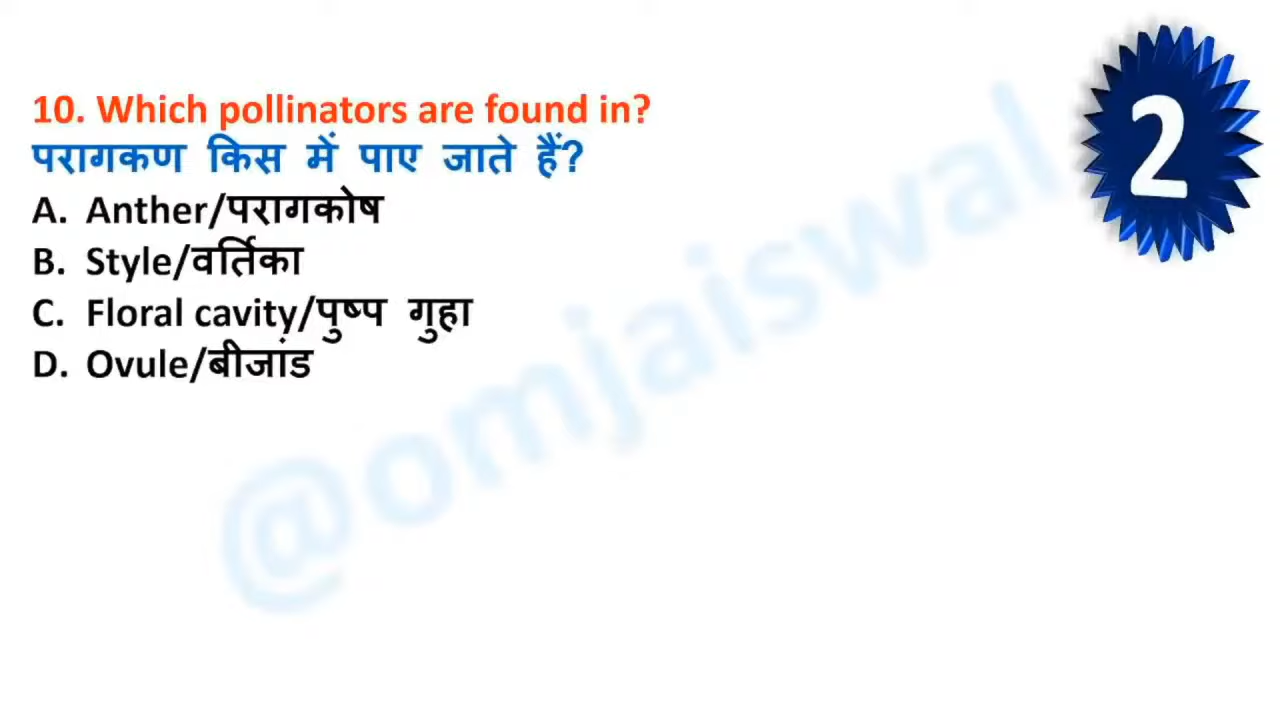 10. Which pollinators are found in?
परागकण किस में पाए जाते हैं?
A. Anther/परागकोष
B. Style/वर्तिका
C. Floral cavity/पुष्प गुहा
D. Ovule/बीजांड
2
@omjaiswal